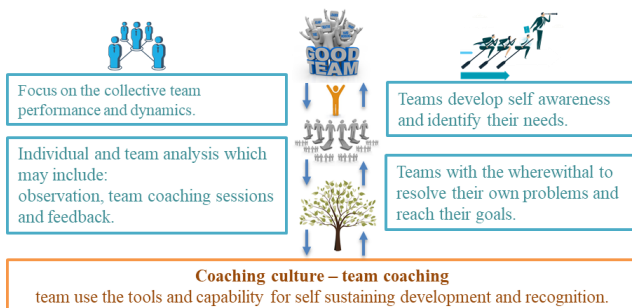 GOOD
TEAM
Focus on the collective team
performance and dynamics.
Individual and team analysis which
may include:
observation, team coaching sessions
and feedback.
Teams develop self awareness
and identify their needs.
Teams with the wherewithal to
resolve their own problems and
reach their goals.
Coaching culture – team coaching
team use the tools and capability for self sustaining development and recognition.